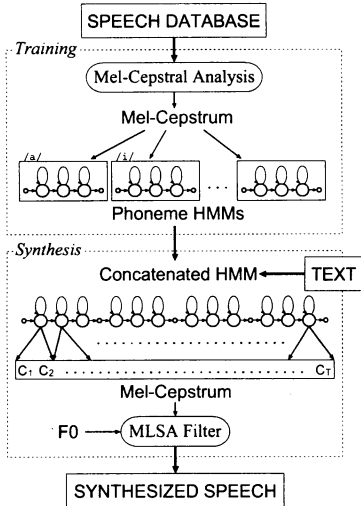 SPEECH DATABASE
Training
Mel-Cepstral Analysis
Mel-Cepstrum
/a/ /i/
. . .
Phoneme HMMs
Synthesis
Concatenated HMM
TEXT
C1 C2 CT
Mel-Cepstrum
F0
MLSA Filter
SYNTHESIZED SPEECH